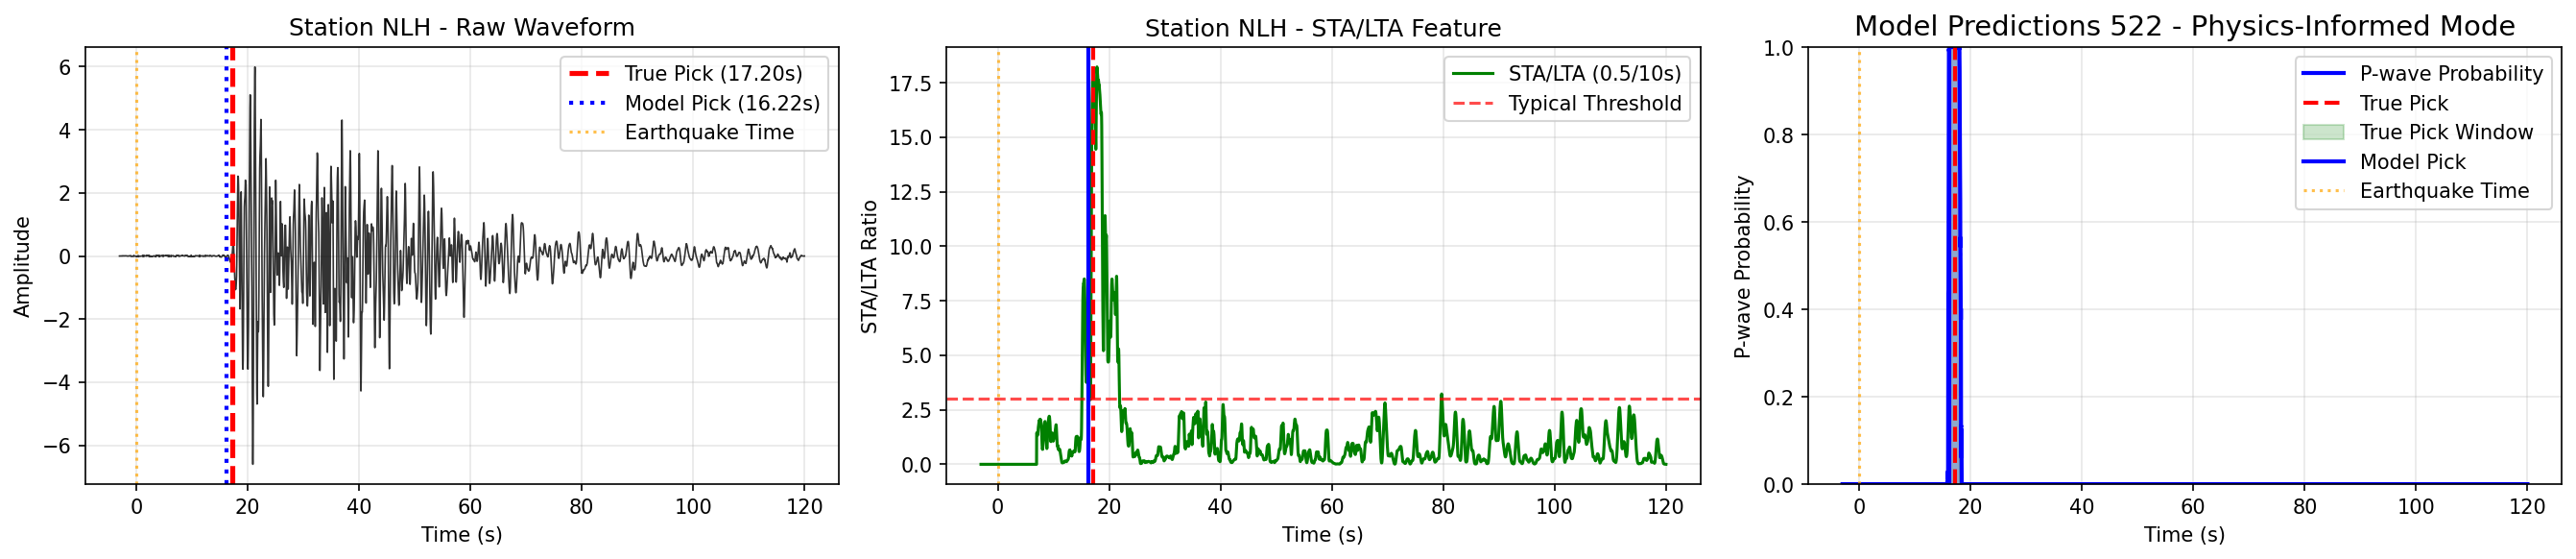 Station NLH - Raw Waveform
True Pick (17.20s)
Model Pick (16.22s)
Earthquake Time
6
4
2
0
−2
−4
−6
Amplitude
0
20
40
60
80
100
120
Time (s)
Station NLH - STA/LTA Feature
STA/LTA (0.5/10s)
Typical Threshold
17.5
15.0
12.5
10.0
7.5
5.0
2.5
0.0
STA/LTA Ratio
0
20
40
60
80
100
120
Time (s)
Model Predictions 522 - Physics-Informed Mode
P-wave Probability
True Pick
True Pick Window
Model Pick
Earthquake Time
1.0
0.8
0.6
0.4
0.2
0.0
P-wave Probability
0
20
40
60
80
100
120
Time (s)